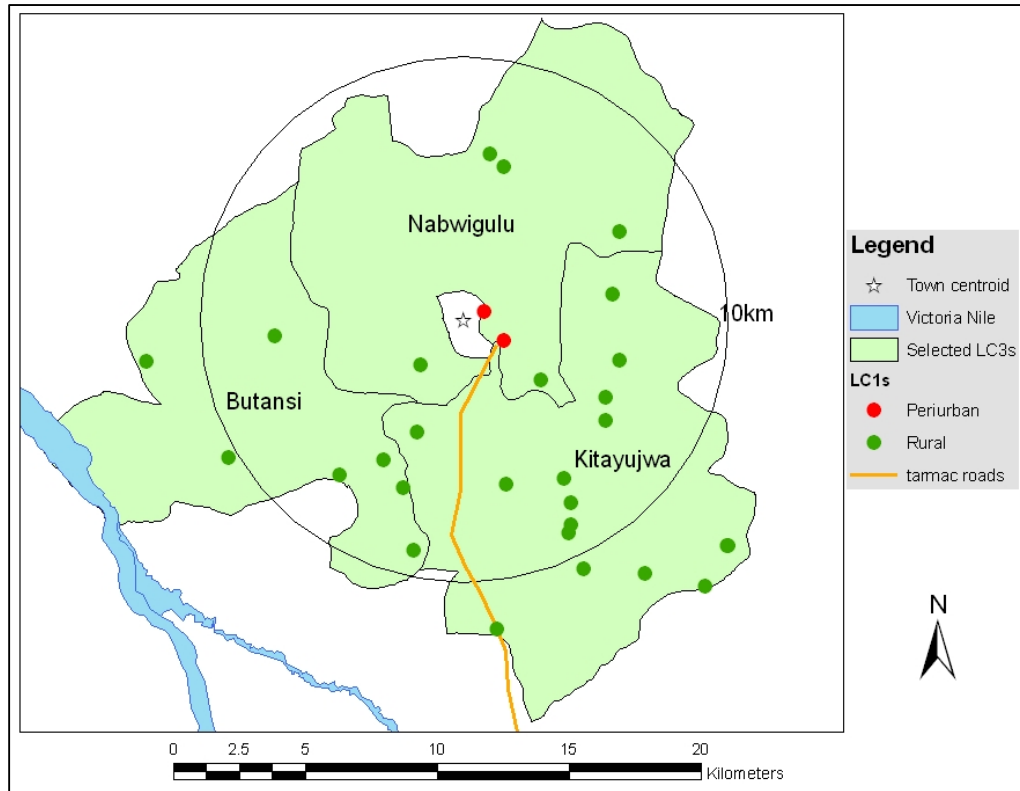 Nabwigulu
10km
Butansi
Kitayujwa
Legend
Town centroid
Victoria Nile
Selected LC3s
LC1s
Periurban
Rural
tarmac roads
N
0 2.5 5 10 15 20
Kilometers